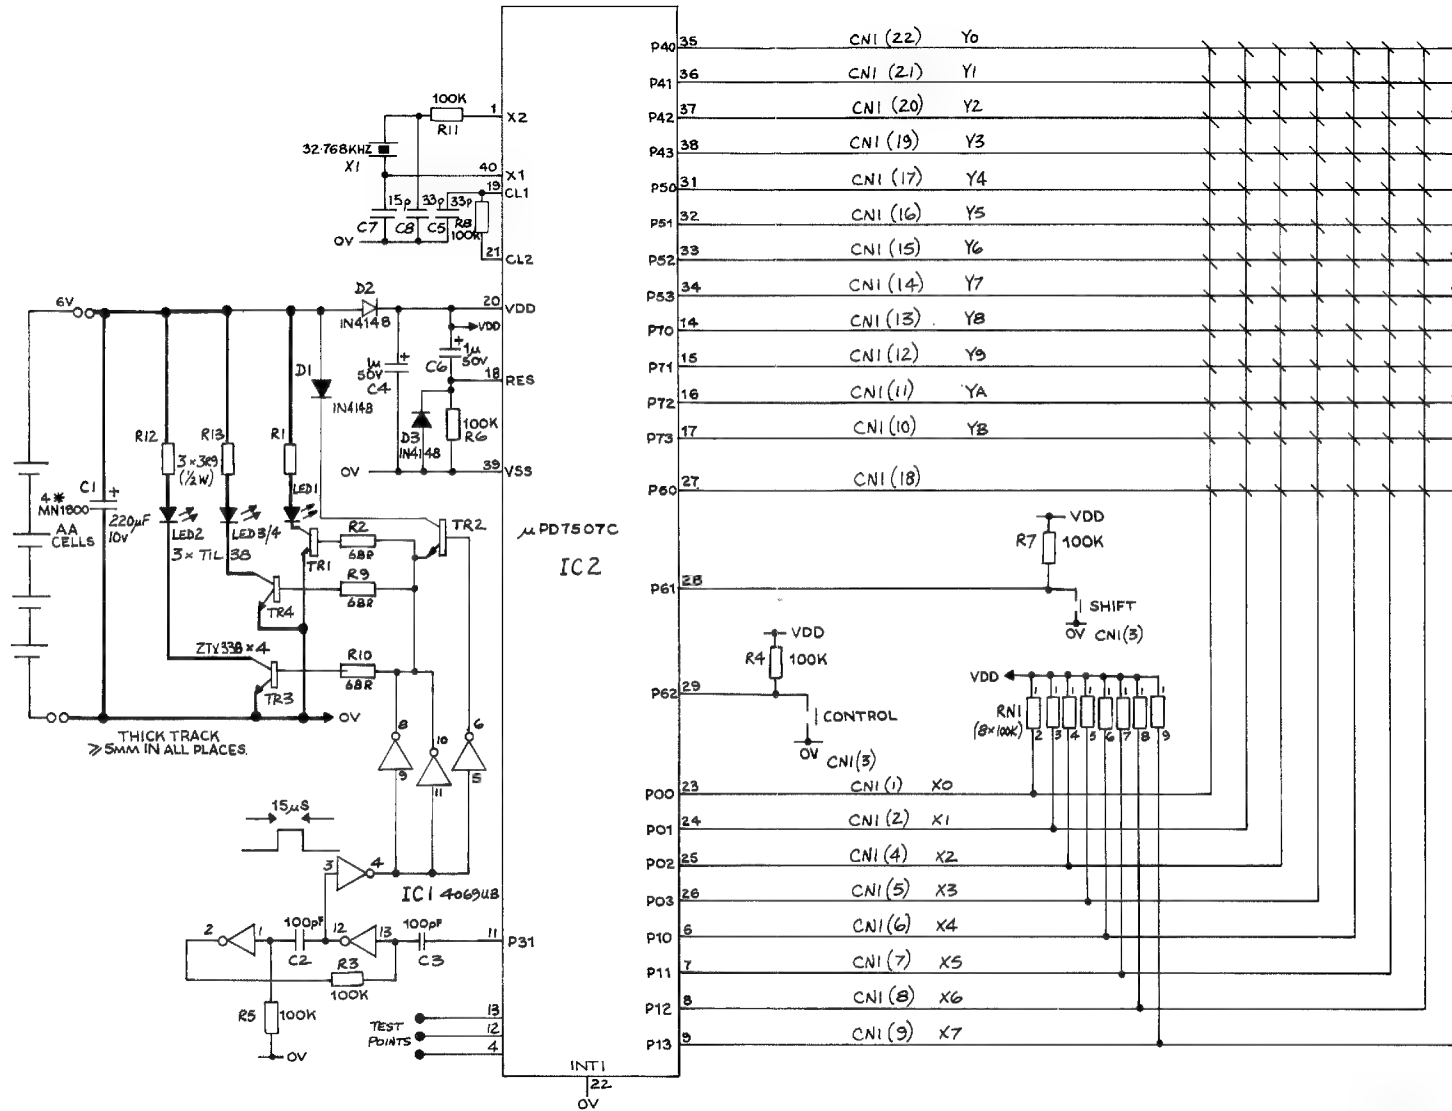 P40 35 CN1 (22) Y0
P41 36 CN1 (21) Y1
P42 37 CN1 (20) Y2
P43 38 CN1 (19) Y3
P50 31 CN1 (17) Y4
P51 32 CN1 (16) Y5
P52 33 CN1 (15) Y6
P53 34 CN1 (14) Y7
P70 14 CN1 (13) Y8
P71 15 CN1 (12) Y9
P72 16 CN1 (11) YA
P73 17 CN1 (10) YB
P60 27 CN1 (18)
100K
R11
1 X2
32.768KHZ
X1
40 X1
19 CL1
15p 33p 33p
C7 C8 C5
R8
100K
0V
21 CL2
6V
D2
IN4148
20 VDD
VDD
1µ
50V
C4
1µ
50V
C6
18 RES
D1
IN4148
D3
IN4148
100K
R6
0V
39 VSS
R12 R13 R1
3×3R9
(½W)
C1
220µF
10V
4*
MN1800
AA
CELLS
LED2 LED3/4 LED1
3× TIL 38
R2
68R
TR1
TR2
R9
68R
TR4
ZTX338×4
R10
68R
TR3
0V
THICK TRACK
≥5MM IN ALL PLACES.
µPD7507C
IC2
VDD
R7 100K
P61 28
SHIFT
0V CN1(3)
VDD
R4 100K
P62 29
CONTROL
0V
CN1(3)
VDD
RN1
(8×100K)
1 1 1 1 1 1 1 1
2 3 4 5 6 7 8 9
8 10 6
9 11 5
15µS
3 4
IC1 4069UB
2 1
100pF
C2
12 13
100pF
C3
11 P31
R3
100K
R5 100K
0V
TEST
POINTS
13
12
4
INT1
22
0V
P00 23 CN1 (1) X0
P01 24 CN1 (2) X1
P02 25 CN1 (4) X2
P03 26 CN1 (5) X3
P10 6 CN1 (6) X4
P11 7 CN1 (7) X5
P12 8 CN1 (8) X6
P13 9 CN1 (9) X7